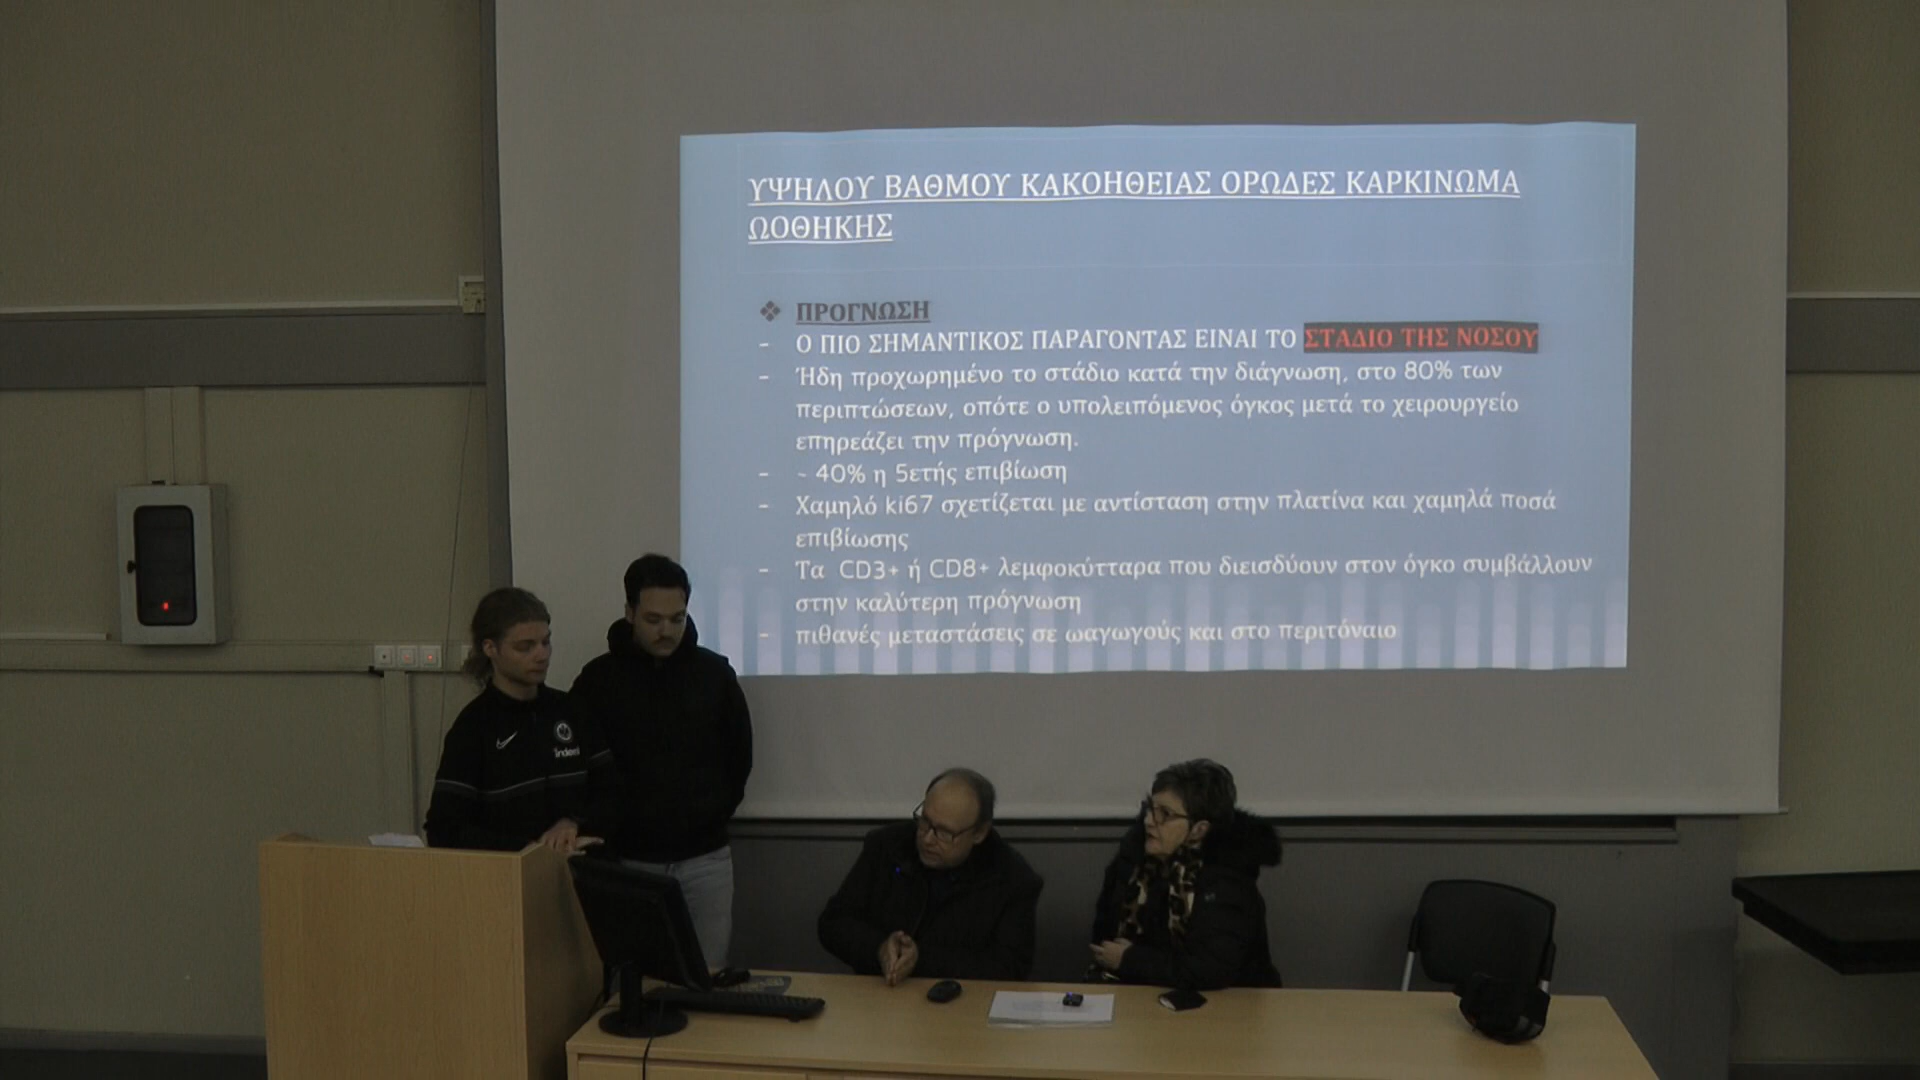 ΥΨΗΛΟΥ ΒΑΘΜΟΥ ΚΑΚΟΗΘΕΙΑΣ ΟΡΩΔΕΣ ΚΑΡΚΙΝΩΜΑ
ΩΟΘΗΚΗΣ
❖ ΠΡΟΓΝΩΣΗ
- Ο ΠΙΟ ΣΗΜΑΝΤΙΚΟΣ ΠΑΡΑΓΟΝΤΑΣ ΕΙΝΑΙ ΤΟ ΣΤΑΔΙΟ ΤΗΣ ΝΟΣΟΥ
- Ήδη προχωρημένο το στάδιο κατά την διάγνωση, στο 80% των
περιπτώσεων, οπότε ο υπολειπόμενος όγκος μετά το χειρουργείο
επηρεάζει την πρόγνωση.
- ~ 40% η 5ετής επιβίωση
- Χαμηλό ki67 σχετίζεται με αντίσταση στην πλατίνα και χαμηλά ποσά
επιβίωσης
- Τα CD3+ ή CD8+ λεμφοκύτταρα που διεισδύουν στον όγκο συμβάλλουν
στην καλύτερη πρόγνωση
- πιθανές μεταστάσεις σε ωαγωγούς και στο περιτόναιο